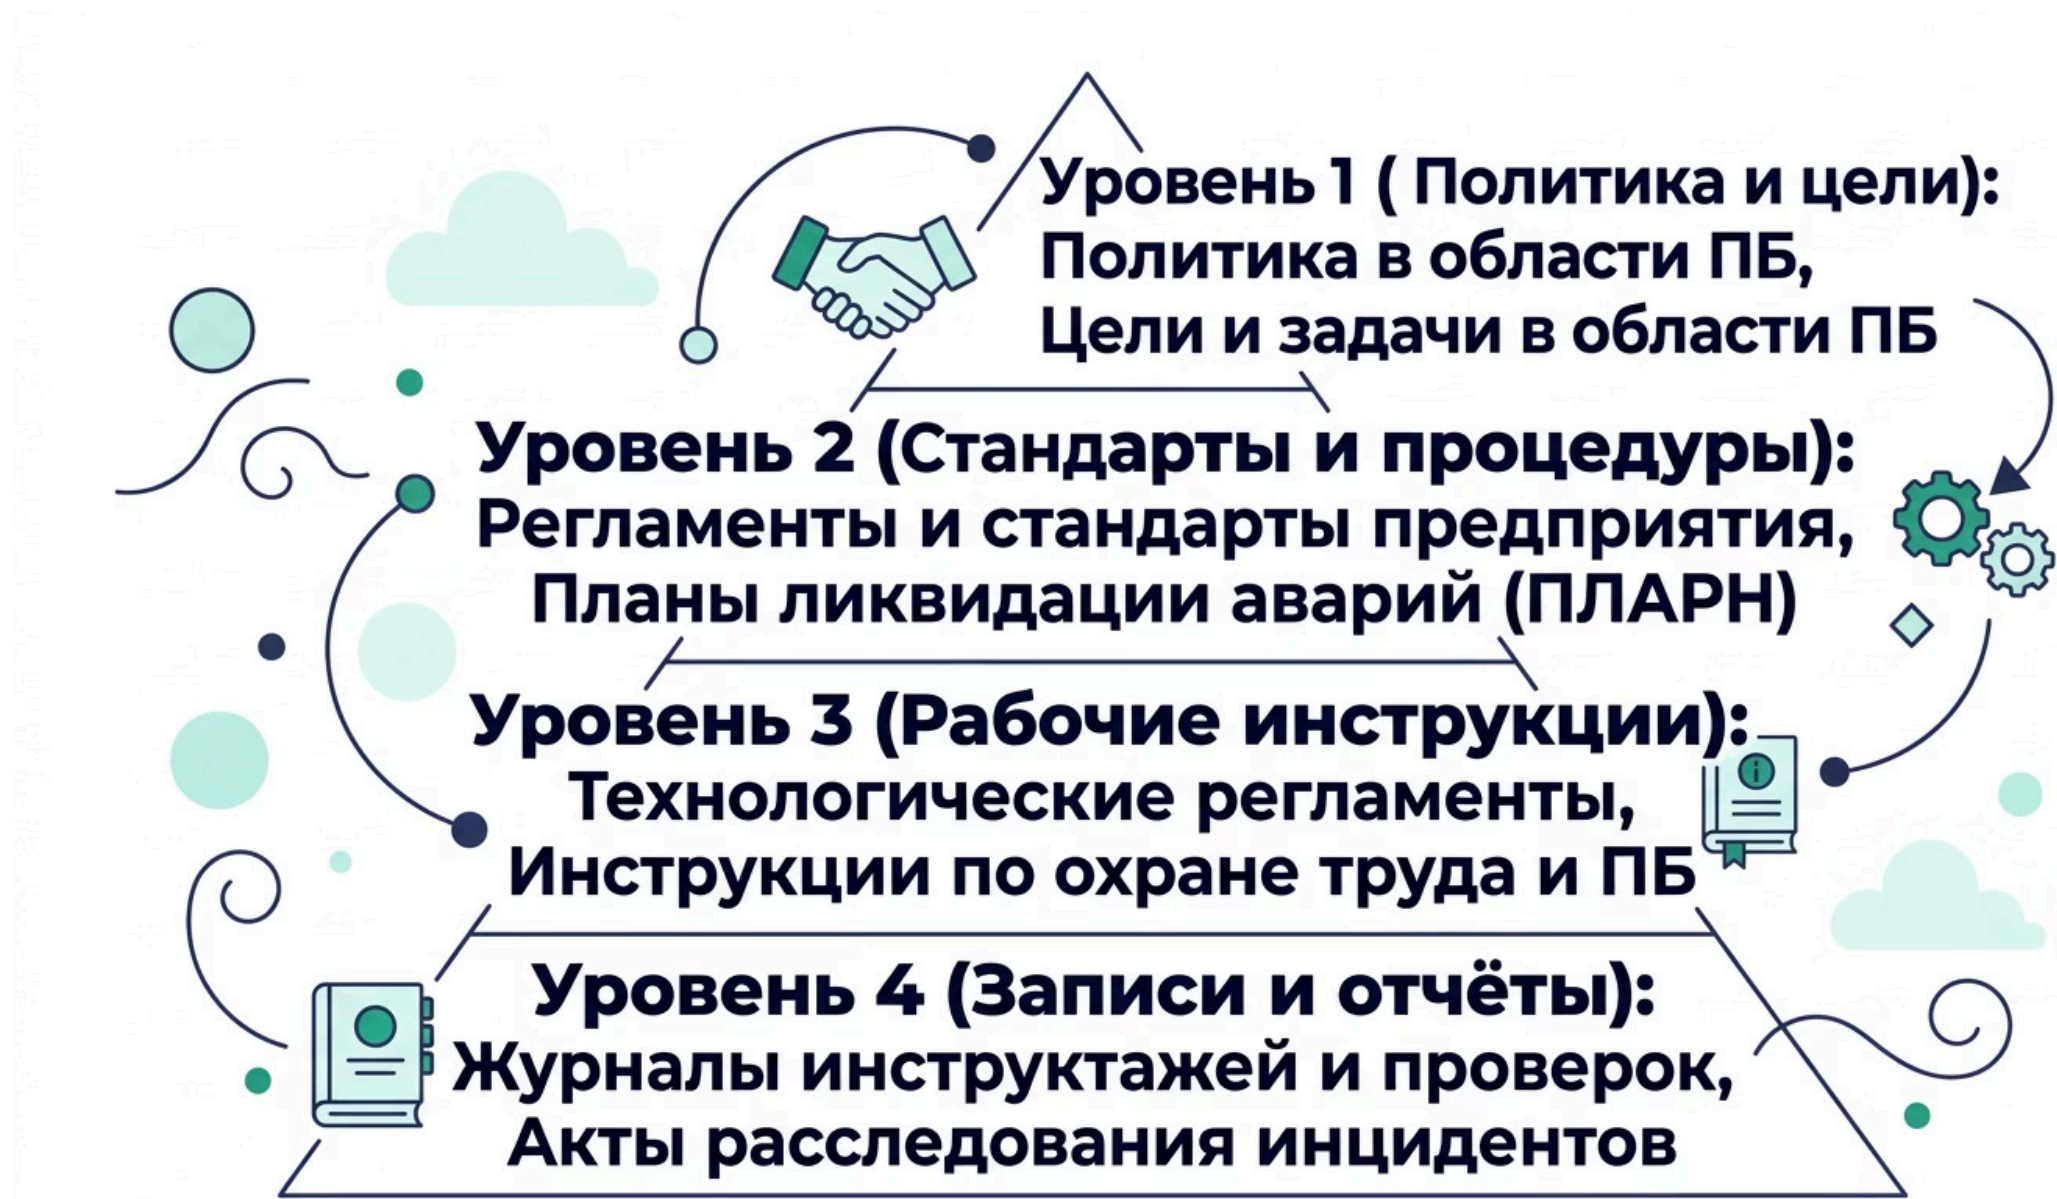 Уровень 1 ( Политика и цели):
Политика в области ПБ,
Цели и задачи в области ПБ
Уровень 2 (Стандарты и процедуры):
Регламенты и стандарты предприятия,
Планы ликвидации аварий (ПЛАРН)
Уровень 3 (Рабочие инструкции):
Технологические регламенты,
Инструкции по охране труда и ПБ
Уровень 4 (Записи и отчёты):
Журналы инструктажей и проверок,
Акты расследования инцидентов